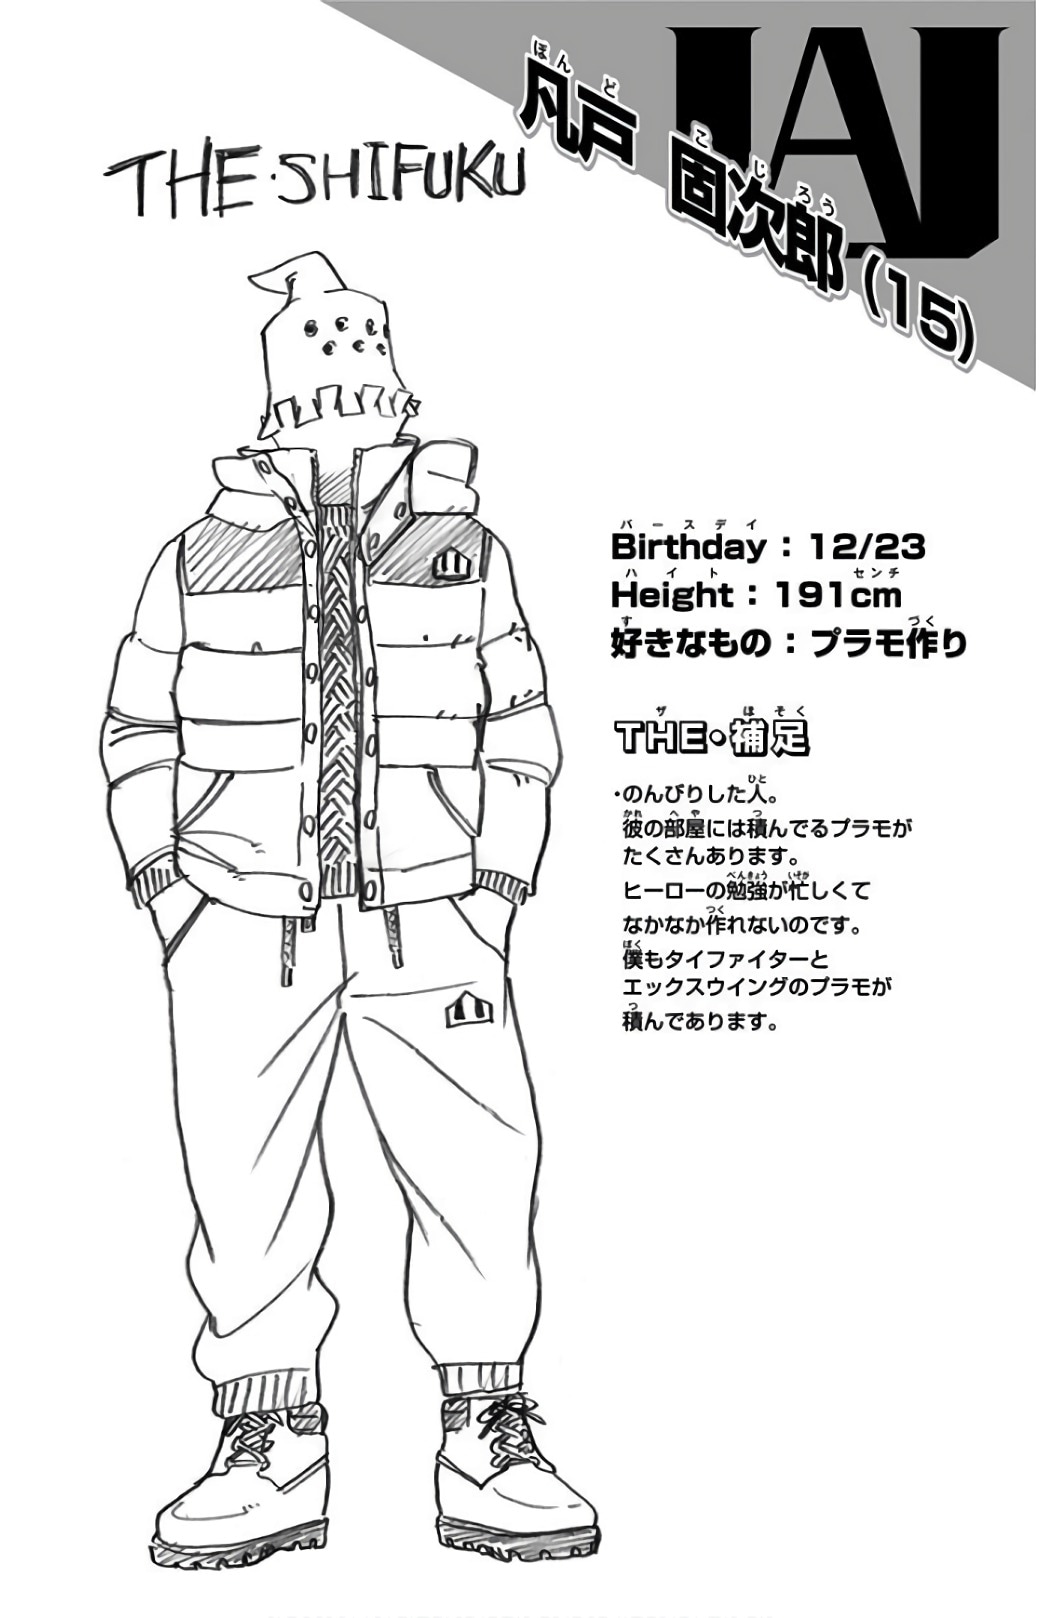 UA
凡戸 固次郎(15)
THE・SHIFUKU
Birthday:12/23
Height:191cm
好きなもの:プラモ作り
THE・補足
・のんびりした人。
彼の部屋には積んでるプラモが
たくさんあります。
ヒーローの勉強が忙しくて
なかなか作れないのです。
僕もタイファイターと
エックスウイングのプラモが
積んであります。